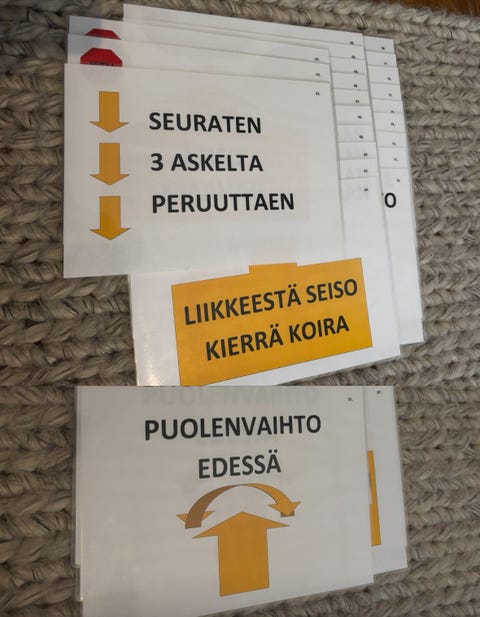 SEURATEN
3 ASKELTA
PERUUTTAEN
LIIKKEESTÄ SEISO
KIERRÄ KOIRA
PUOLENVAIHTO
EDESSÄ